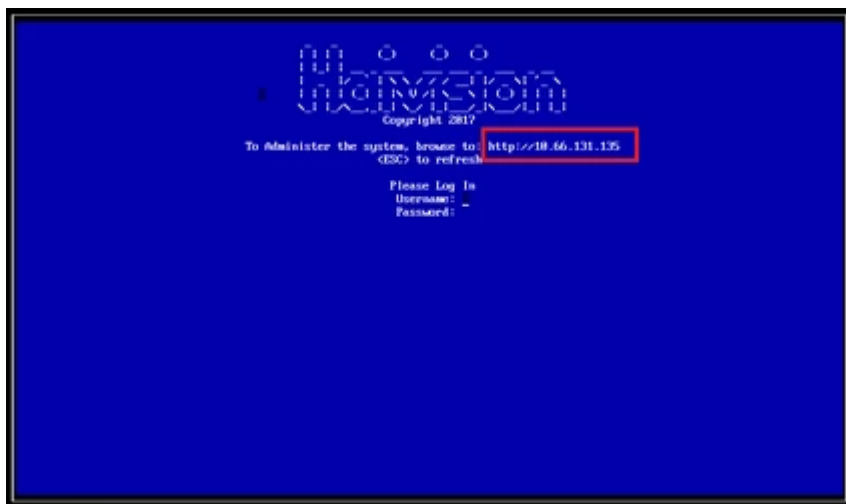 Haivision
Copyright 2017
To Administer the system, browse to: http://10.66.131.135
<ESC> to refresh
Please Log In
Username: _
Password: